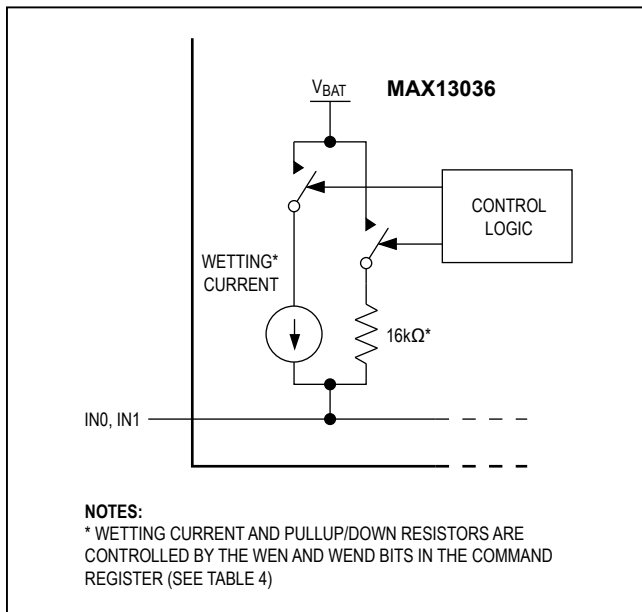 V_BAT MAX13036
CONTROL
LOGIC
WETTING*
CURRENT
16kΩ*
IN0, IN1
NOTES:
* WETTING CURRENT AND PULLUP/DOWN RESISTORS ARE
CONTROLLED BY THE WEN AND WEND BITS IN THE COMMAND
REGISTER (SEE TABLE 4)